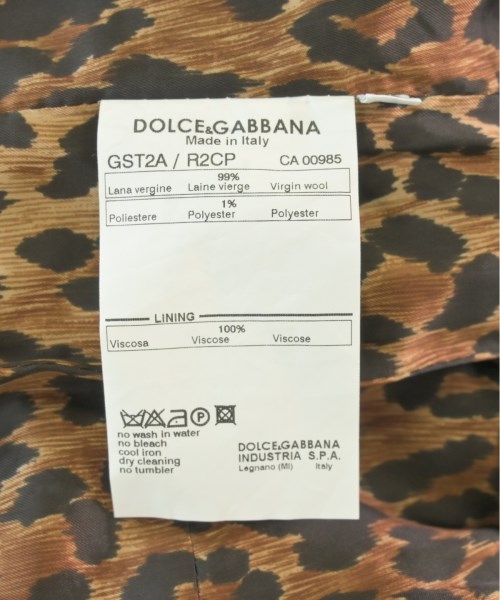 DOLCE&GABBANA
Made in Italy
GST2A / R2CP CA 00985
99%
Lana vergine Laine vierge Virgin wool
1%
Poliestere Polyester Polyester
LINING
100%
Viscosa Viscose Viscose
P
no wash in water
no bleach
cool iron
dry cleaning
no tumbler
DOLCE&GABBANA
INDUSTRIA S.P.A.
Legnano (MI) Italy